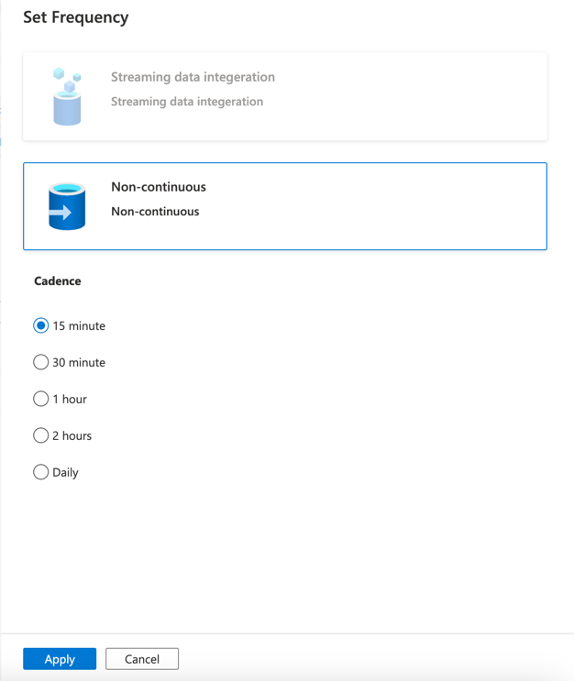 Set Frequency
Streaming data integeration
Streaming data integeration
Non-continuous
Non-continuous
Cadence
15 minute
30 minute
1 hour
2 hours
Daily
Apply Cancel